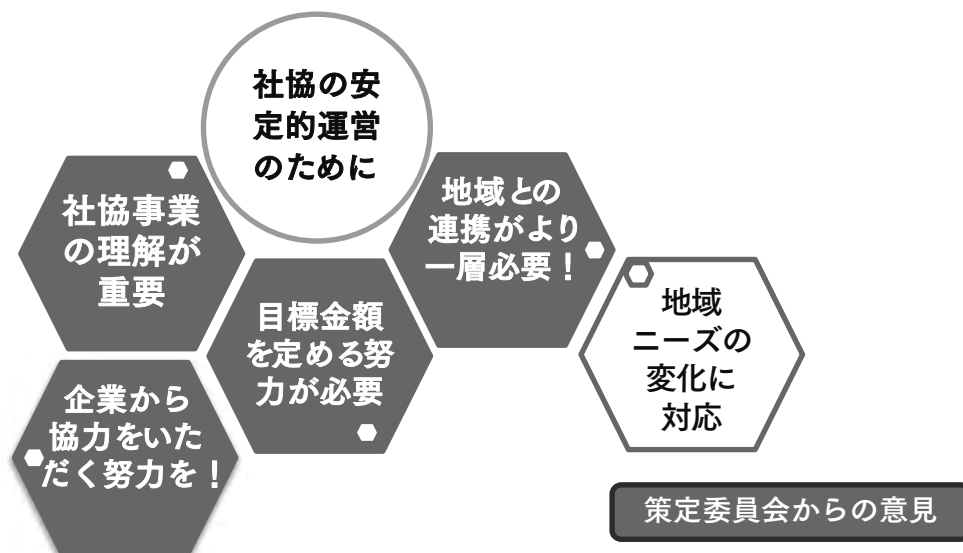 社協の安
定的運営
のために
社協事業
の理解が
重要
地域との
連携がより
一層必要！
目標金額
を定める努
力が必要
地域
ニーズの
変化に
対応
企業から
協力をいた
だく努力を！
策定委員会からの意見